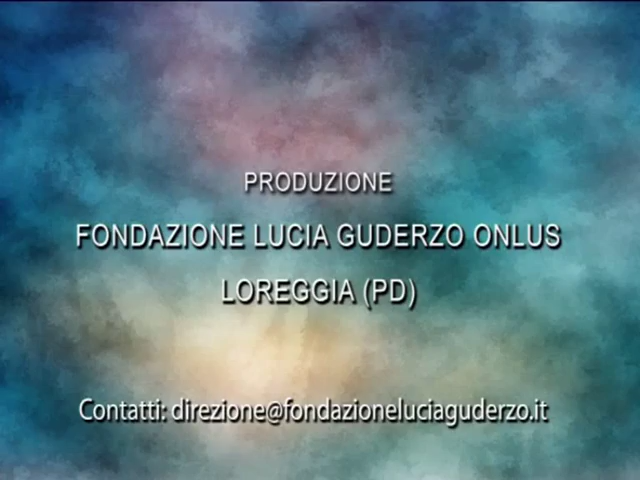 PRODUZIONE
FONDAZIONE LUCIA GUDERZO ONLUS
LOREGGIA (PD)
Contatti: direzione@fondazioneluciaguderzo.it